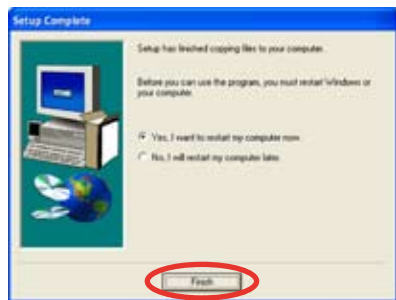 Setup Complete
Setup has finished copying files to your computer.
Before you can use the program, you must restart Windows or
your computer.
Yes, I want to restart my computer now.
No, I will restart my computer later.
Finish